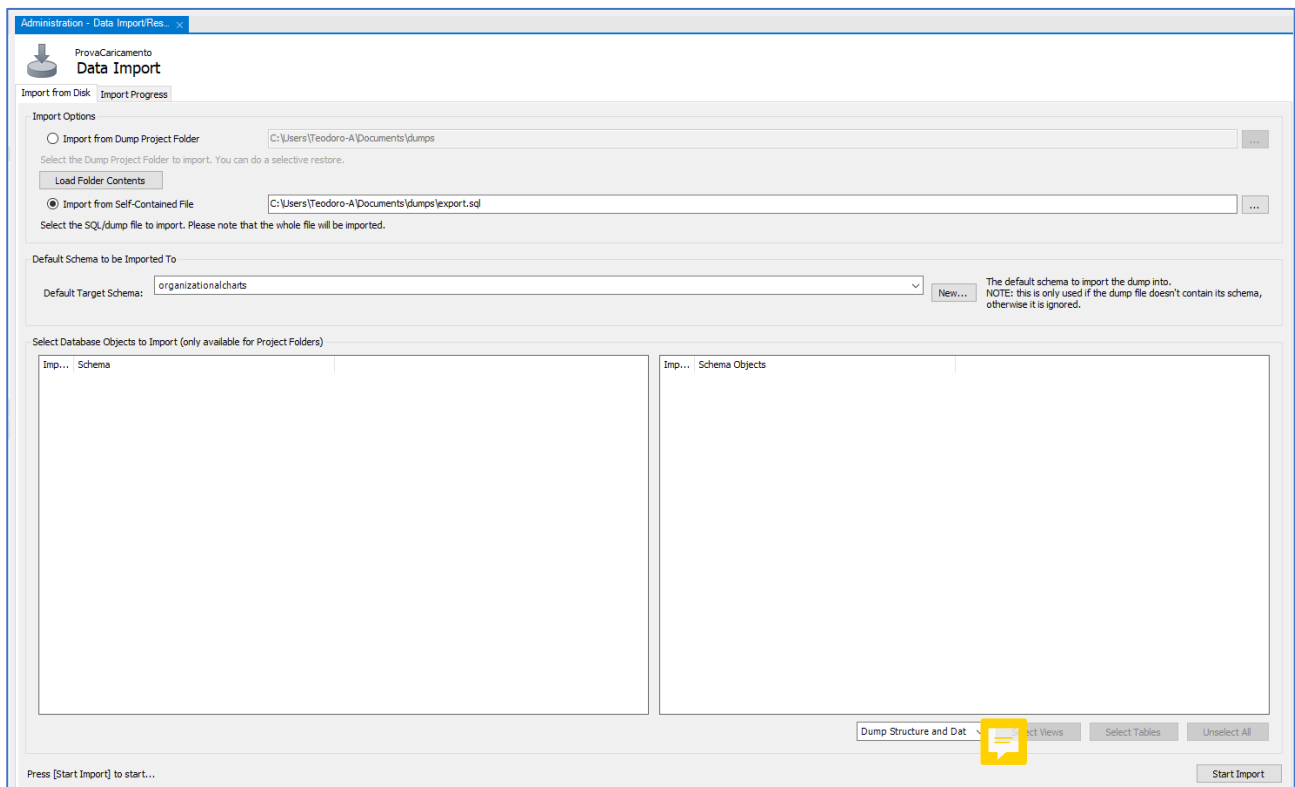 Administration - Data Import/Res... ×
ProvaCaricamento
Data Import
Import from Disk Import Progress
Import Options
Import from Dump Project Folder C:\Users\Teodoro-A\Documents\dumps ...
Select the Dump Project Folder to import. You can do a selective restore.
Load Folder Contents
Import from Self-Contained File C:\Users\Teodoro-A\Documents\dumps\export.sql ...
Select the SQL/dump file to import. Please note that the whole file will be imported.
Default Schema to be Imported To
Default Target Schema: organizationalcharts New...
The default schema to import the dump into.
NOTE: this is only used if the dump file doesn't contain its schema,
otherwise it is ignored.
Select Database Objects to Import (only available for Project Folders)
Imp... Schema Imp... Schema Objects
Dump Structure and Dat Views Select Tables Unselect All
Press [Start Import] to start... Start Import